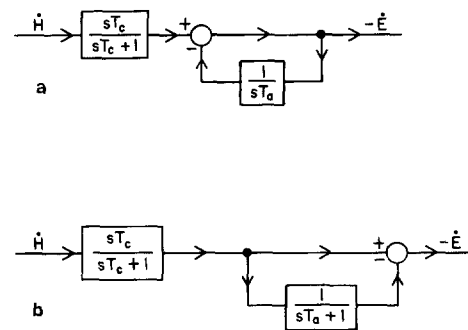 Ḣ
sT_c
sT_c + 1
+
−
−Ė
1
sT_a
a
Ḣ
sT_c
sT_c + 1
+
−
−Ė
1
sT_a + 1
b